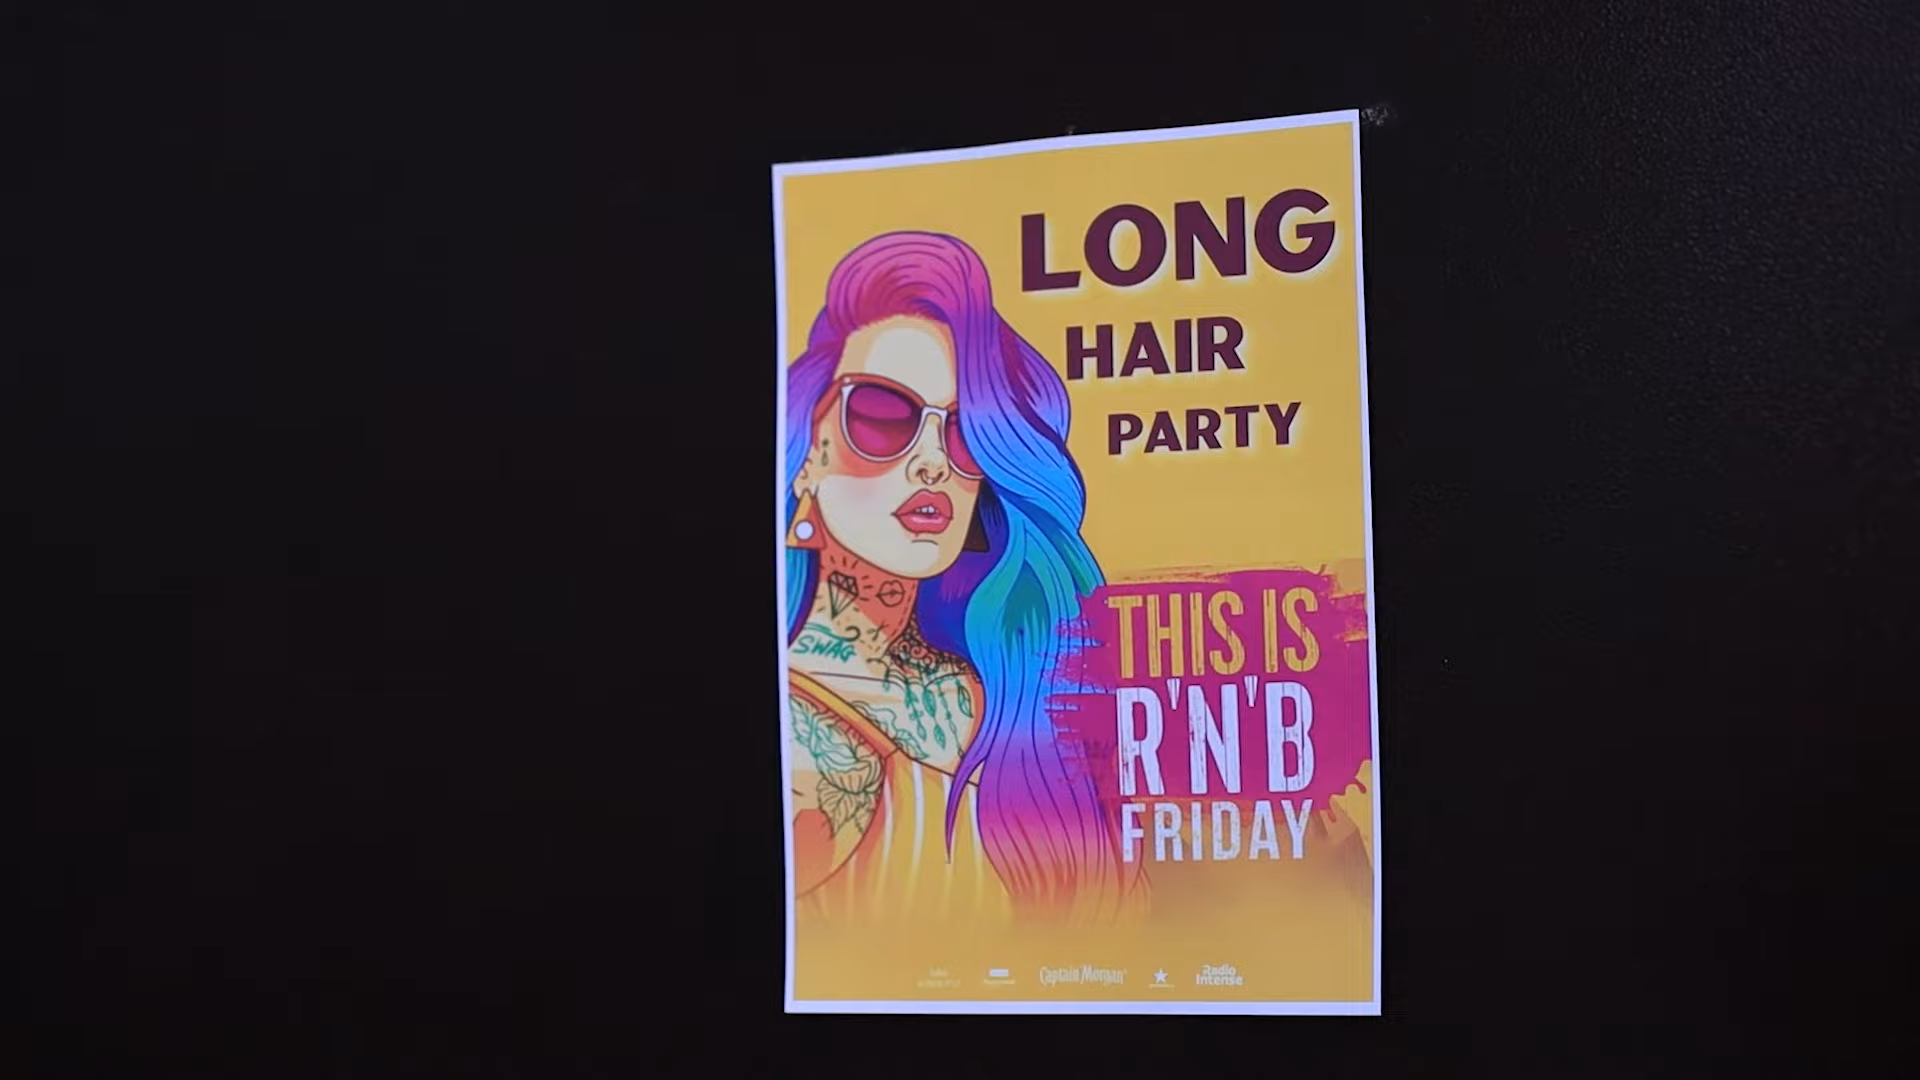 LONG
HAIR
PARTY
SWAG
THIS IS
R'N'B
FRIDAY
Captain Morgan
Radio
Intense